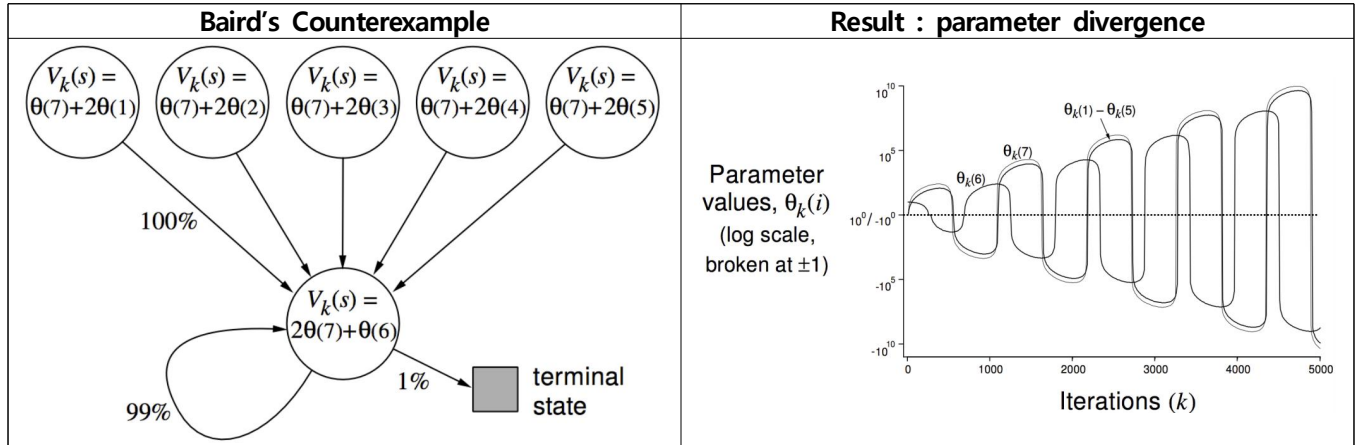 Baird's Counterexample
Result : parameter divergence
V_k(s) =
θ(7)+2θ(1)
V_k(s) =
θ(7)+2θ(2)
V_k(s) =
θ(7)+2θ(3)
V_k(s) =
θ(7)+2θ(4)
V_k(s) =
θ(7)+2θ(5)
100%
V_k(s) =
2θ(7)+θ(6)
99%
1%
terminal
state
Parameter
values, θ_k(i)
(log scale,
broken at ±1)
10^10
10^5
10^0/ -10^0
-10^5
-10^10
θ_k(6)
θ_k(7)
θ_k(1) – θ_k(5)
0
1000
2000
3000
4000
5000
Iterations (k)